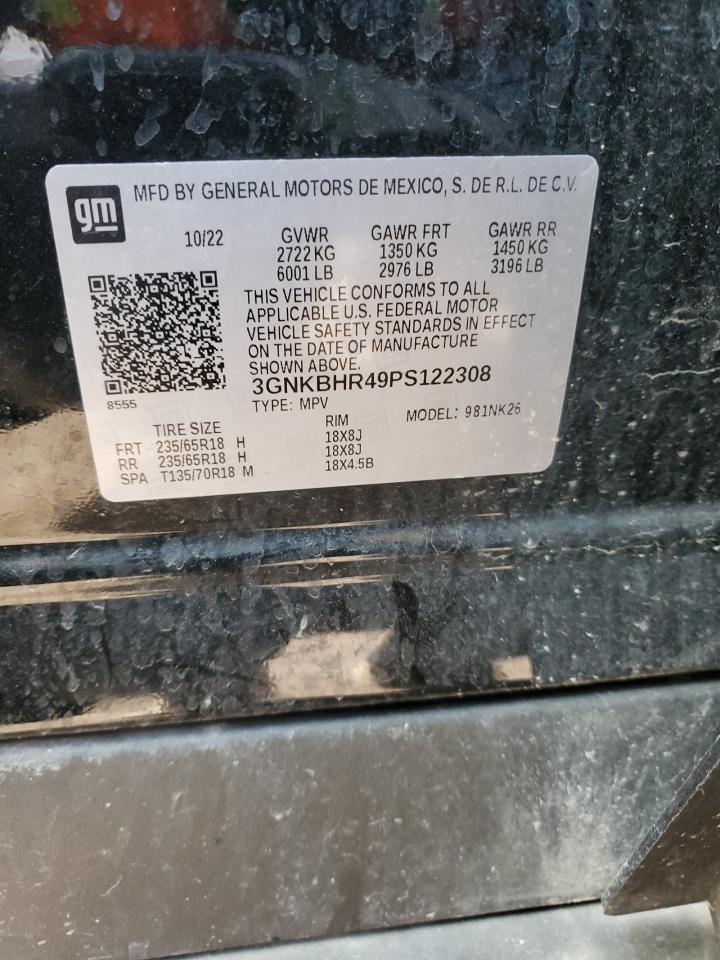 gm
MFD BY GENERAL MOTORS DE MEXICO, S. DE R.L. DE C.V.
10/22 GVWR GAWR FRT GAWR RR
2722 KG 1350 KG 1450 KG
6001 LB 2976 LB 3196 LB
THIS VEHICLE CONFORMS TO ALL
APPLICABLE U.S. FEDERAL MOTOR
VEHICLE SAFETY STANDARDS IN EFFECT
ON THE DATE OF MANUFACTURE
SHOWN ABOVE.
3GNKBHR49PS122308
8555 TYPE: MPV MODEL: 981NK26
TIRE SIZE RIM
FRT 235/65R18 H 18X8J
RR 235/65R18 H 18X8J
SPA T135/70R18 M 18X4.5B